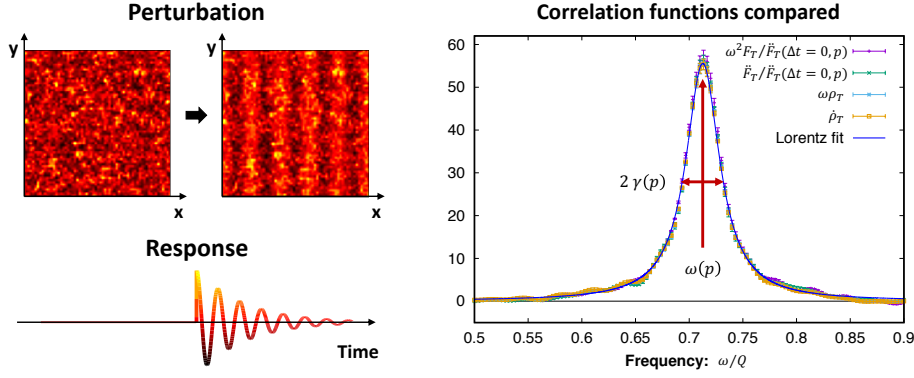 Perturbation
y
y
x
x
Response
Time
Correlation functions compared
60
50
40
30
20
10
0
ω²F_T/F̈_T(Δt = 0, p)
F̈_T/F̈_T(Δt = 0, p)
ωρ_T
ρ̇_T
Lorentz fit
2 γ(p)
ω(p)
0.5 0.55 0.6 0.65 0.7 0.75 0.8 0.85 0.9
Frequency: ω/Q